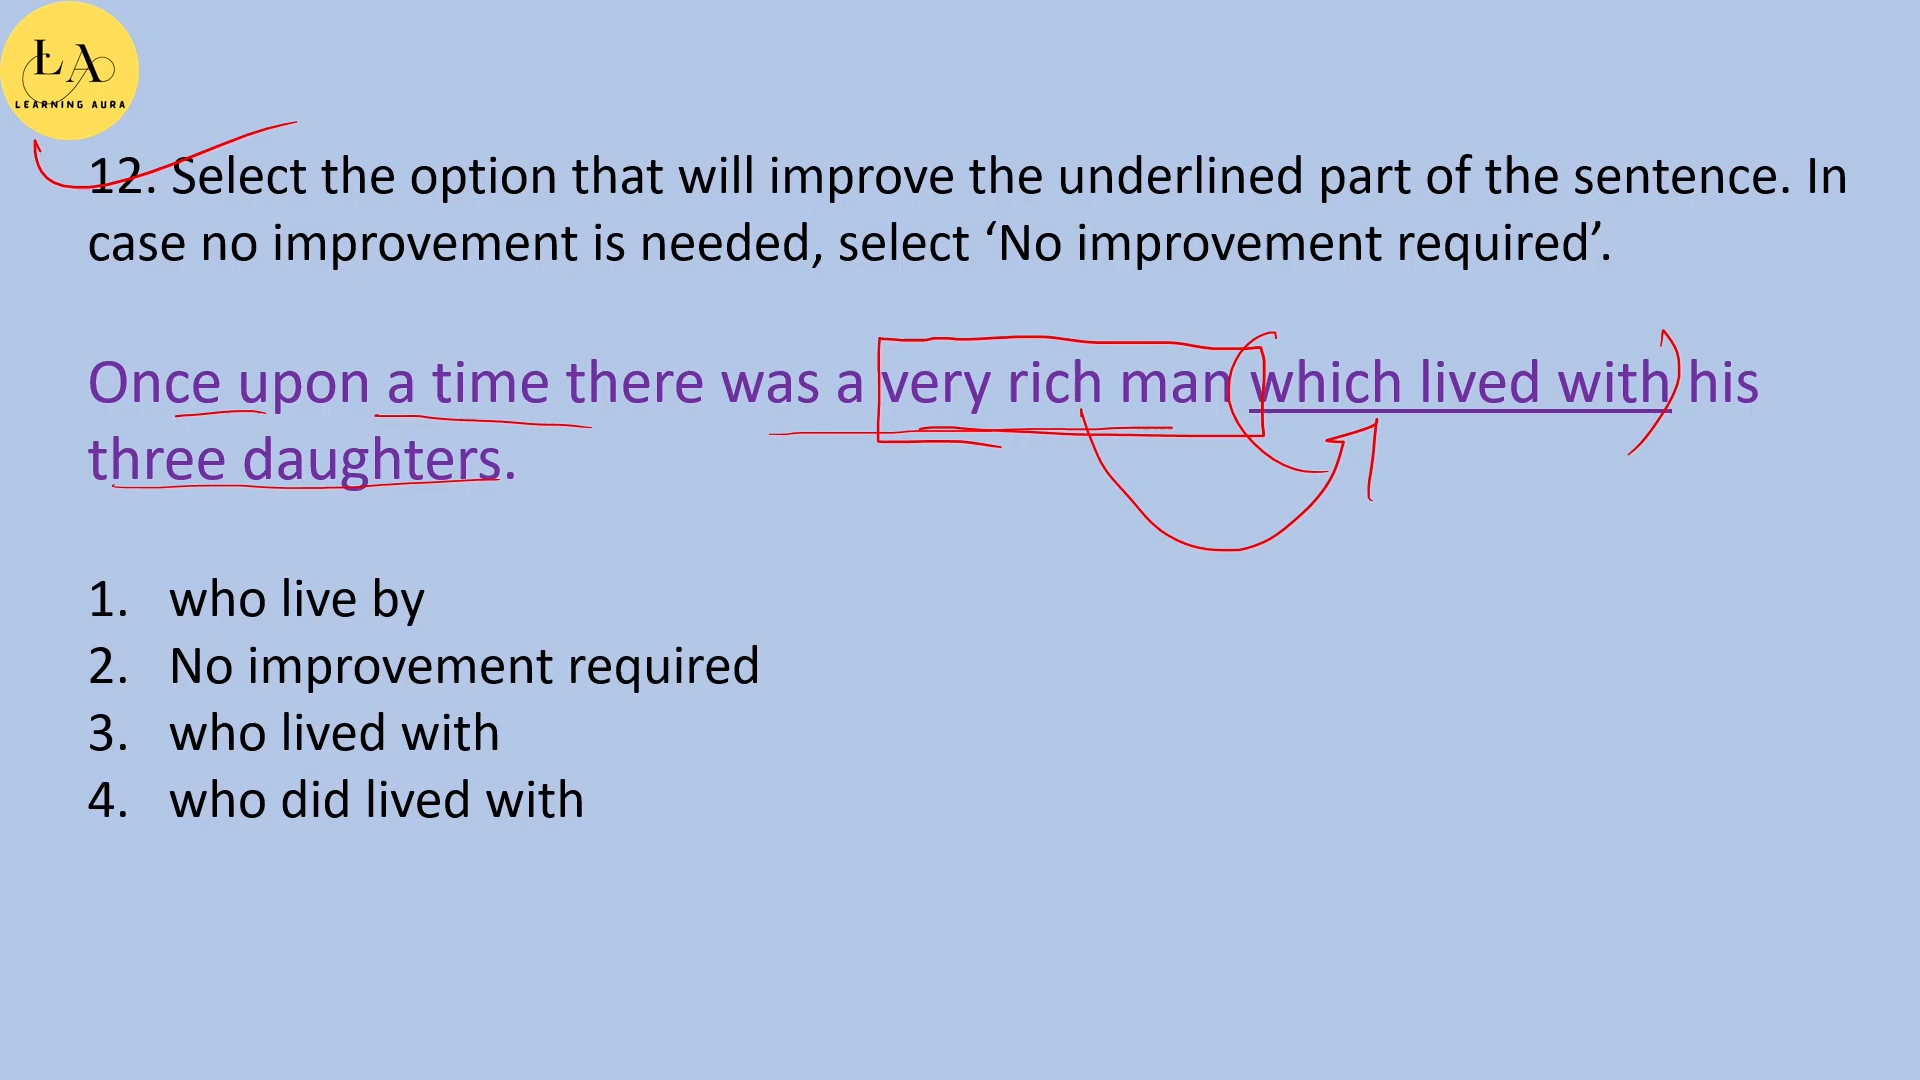 LA
LEARNING AURA
12. Select the option that will improve the underlined part of the sentence. In
case no improvement is needed, select ‘No improvement required’.
Once upon a time there was a very rich man which lived with his
three daughters.
1. who live by
2. No improvement required
3. who lived with
4. who did lived with